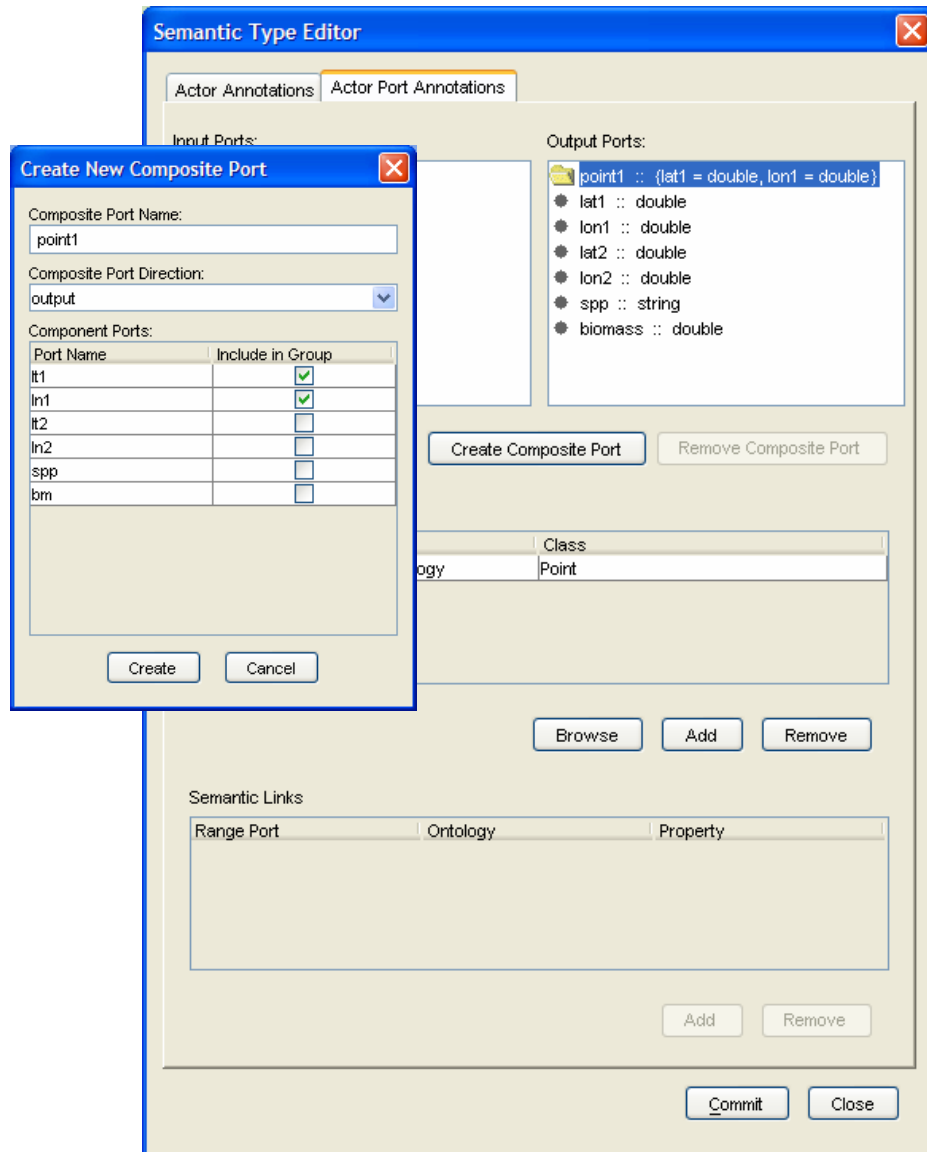 Semantic Type Editor
Actor Annotations
Actor Port Annotations
Input Ports:
Output Ports:
point1 :: {lat1 = double, lon1 = double}
lat1 :: double
lon1 :: double
lat2 :: double
lon2 :: double
spp :: string
biomass :: double
Create New Composite Port
Composite Port Name:
point1
Composite Port Direction:
output
Component Ports:
Port Name Include in Group
lt1
ln1
lt2
ln2
spp
bm
Create Cancel
Create Composite Port Remove Composite Port
Class
ogy Point
Browse Add Remove
Semantic Links
Range Port Ontology Property
Add Remove
Commit Close